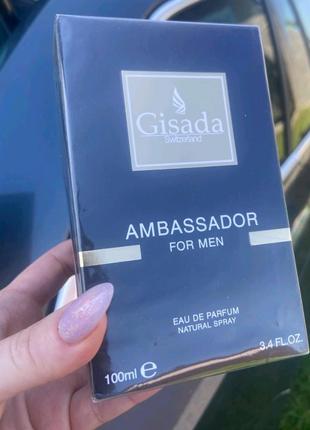 Gisada
Switzerland
AMBASSADOR
FOR MEN
EAU DE PARFUM
NATURAL SPRAY
100ml e 3.4 FL.OZ.